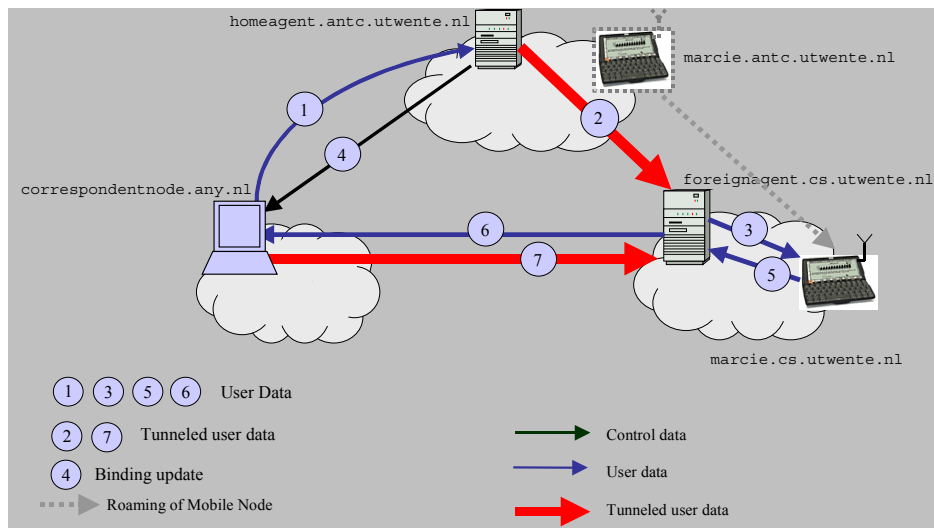 homeagent.antc.utwente.nl
marcie.antc.utwente.nl
1
2
4
correspondentnode.any.nl
foreignagent.cs.utwente.nl
6
3
7
5
marcie.cs.utwente.nl
1 3 5 6 User Data
2 7 Tunneled user data
4 Binding update
Roaming of Mobile Node
Control data
User data
Tunneled user data